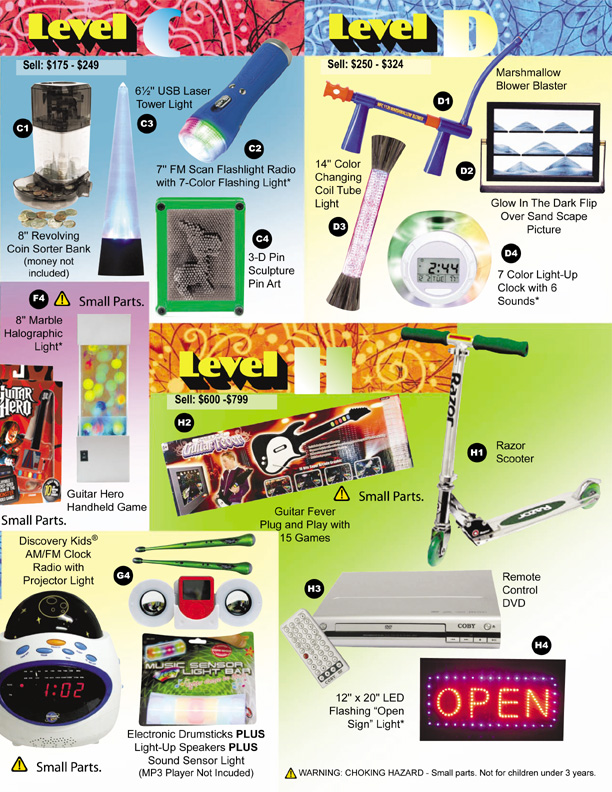 Level C
Sell: $175 - $249
C1
8" Revolving
Coin Sorter Bank
(money not
included)
6½" USB Laser
Tower Light
C3
C2
7" FM Scan Flashlight Radio
with 7-Color Flashing Light*
C4
3-D Pin
Sculpture
Pin Art
Level D
Sell: $250 - $324
D1
Marshmallow
Blower Blaster
14" Color
Changing
Coil Tube
Light
D3
D2
Glow In The Dark Flip
Over Sand Scape
Picture
D4
2:44
7 Color Light-Up
Clock with 6
Sounds*
F4
Small Parts.
8" Marble
Halographic
Light*
GUITAR
HERO
Guitar Hero
Handheld Game
Small Parts.
Level H
Sell: $600 -$799
H2
Small Parts.
Guitar Fever
Plug and Play with
15 Games
RAZOR
RAZOR
H1
Razor
Scooter
Discovery Kids®
AM/FM Clock
Radio with
Projector Light
1:02
Small Parts.
G4
MUSIC SENSOR
LIGHT BAR
Electronic Drumsticks PLUS
Light-Up Speakers PLUS
Sound Sensor Light
(MP3 Player Not Incuded)
H3
Remote
Control
DVD
COBY
H4
OPEN
12" x 20" LED
Flashing “Open
Sign” Light*
WARNING: CHOKING HAZARD - Small parts. Not for children under 3 years.